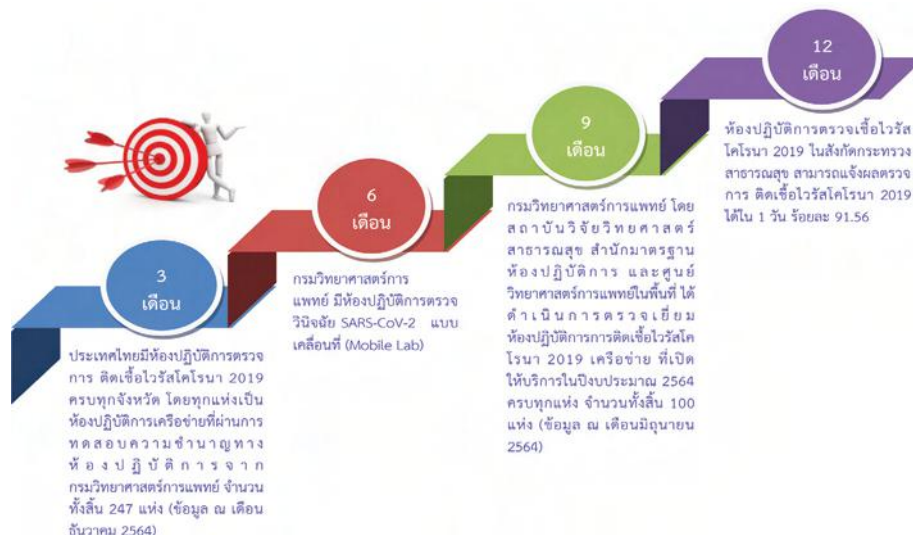 3
เดือน
ประเทศไทยมีห้องปฏิบัติการตรวจ
การ ติดเชื้อไวรัสโคโรนา 2019
ครบทุกจังหวัด โดยทุกแห่งเป็น
ห้องปฏิบัติการเครือข่ายที่ผ่านการ
ทดสอบความชำนาญทาง
ห้องปฏิบัติการจาก
กรมวิทยาศาสตร์การแพทย์ จำนวน
ทั้งสิ้น 247 แห่ง (ข้อมูล ณ เดือน
ธันวาคม 2564)
6
เดือน
กรมวิทยาศาสตร์การ
แพทย์ มีห้องปฏิบัติการตรวจ
วินิจฉัย SARS-CoV-2 แบบ
เคลื่อนที่ (Mobile Lab)
9
เดือน
กรมวิทยาศาสตร์การแพทย์ โดย
สถาบันวิจัยวิทยาศาสตร์
สาธารณสุข สำนักมาตรฐาน
ห้องปฏิบัติการ และศูนย์
วิทยาศาสตร์การแพทย์ในพื้นที่ ได้
ดำเนินการตรวจเยี่ยม
ห้องปฏิบัติการการติดเชื้อไวรัสโค
โรนา 2019 เครือข่าย ที่เปิด
ให้บริการในปีงบประมาณ 2564
ครบทุกแห่ง จำนวนทั้งสิ้น 100
แห่ง (ข้อมูล ณ เดือนมิถุนายน
2564)
12
เดือน
ห้องปฏิบัติการตรวจเชื้อไวรัส
โคโรนา 2019 ในสังกัดกระทรวง
สาธารณสุข สามารถแจ้งผลตรวจ
การ ติดเชื้อไวรัสโคโรนา 2019
ได้ใน 1 วัน ร้อยละ 91.56